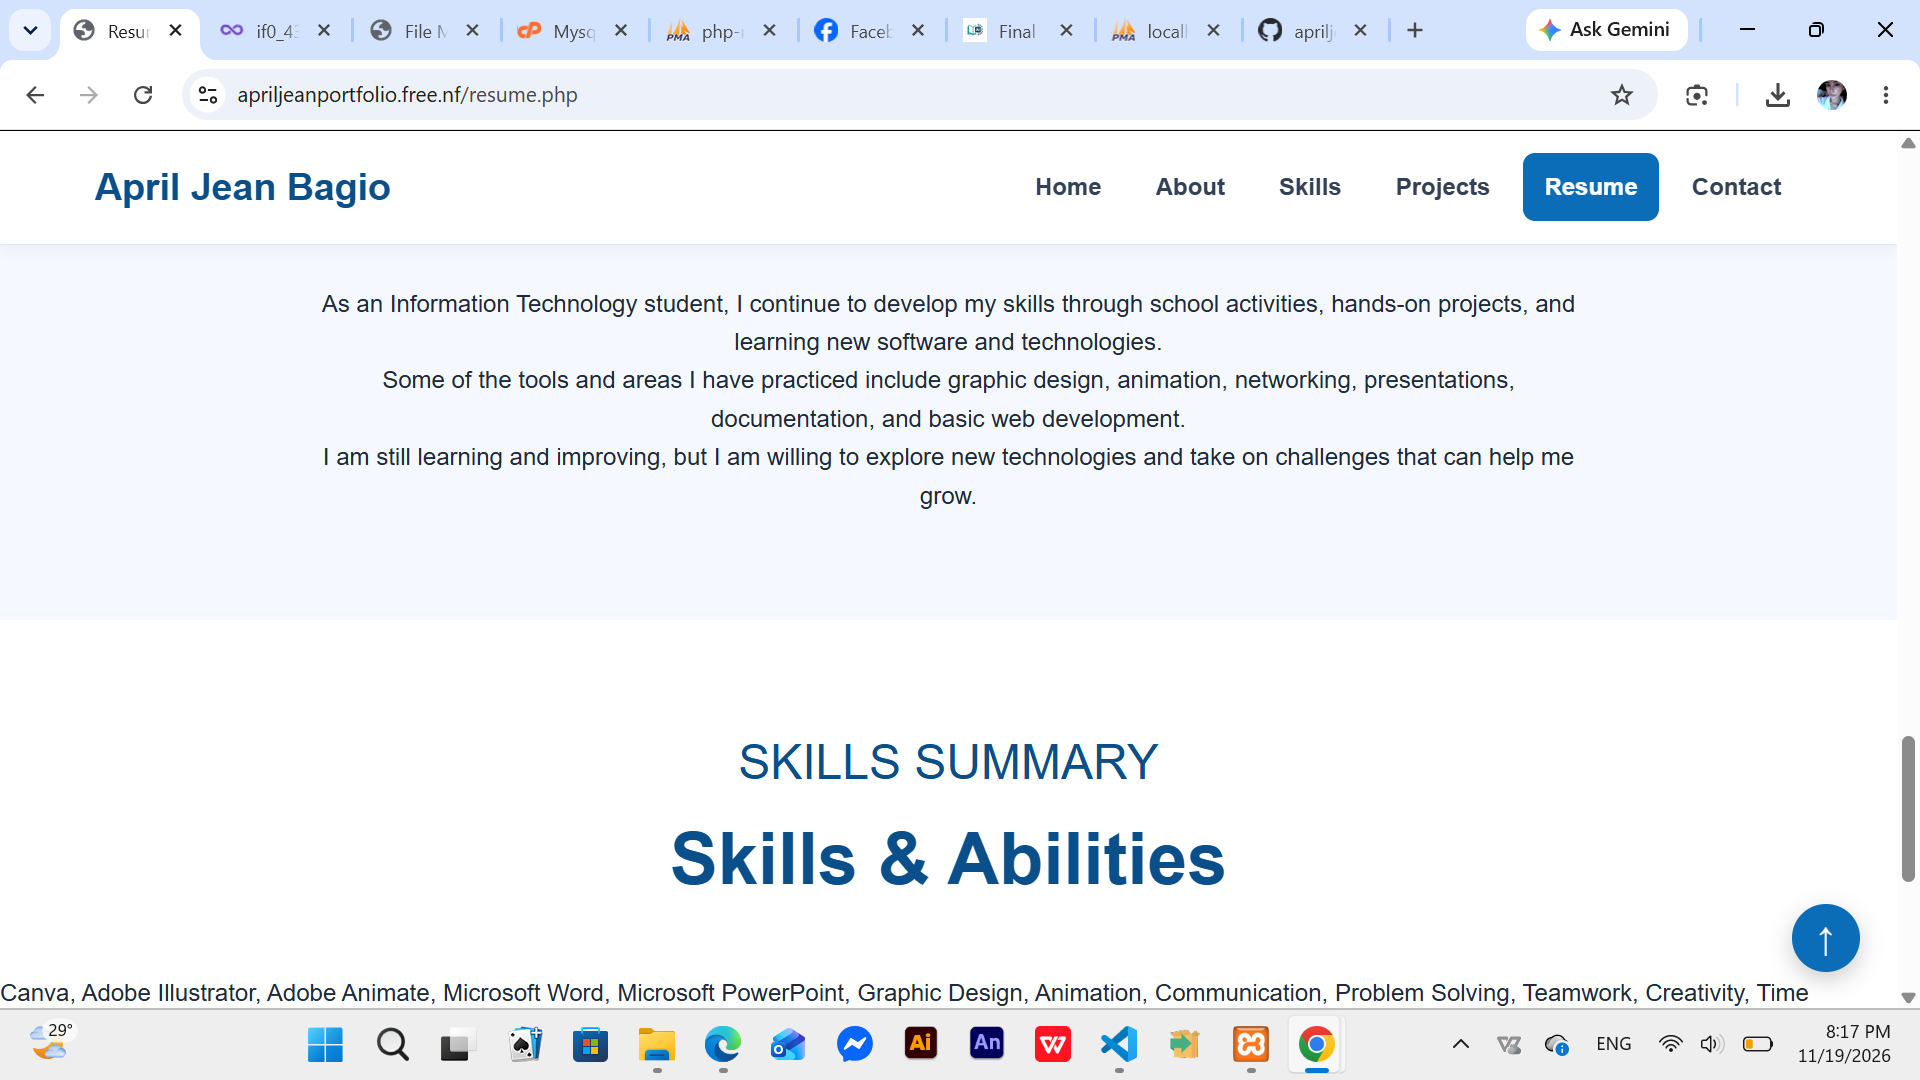 Resu
if0_43
File M
Mysq
php-
Faceb
Final
local
aprilj
Ask Gemini
apriljeanportfolio.free.nf/resume.php
April Jean Bagio
Home
About
Skills
Projects
Resume
Contact
As an Information Technology student, I continue to develop my skills through school activities, hands-on projects, and
learning new software and technologies.
Some of the tools and areas I have practiced include graphic design, animation, networking, presentations,
documentation, and basic web development.
I am still learning and improving, but I am willing to explore new technologies and take on challenges that can help me
grow.
SKILLS SUMMARY
Skills & Abilities
↑
Canva, Adobe Illustrator, Adobe Animate, Microsoft Word, Microsoft PowerPoint, Graphic Design, Animation, Communication, Problem Solving, Teamwork, Creativity, Time
29°
Ai
An
W
ENG
8:17 PM
11/19/2026